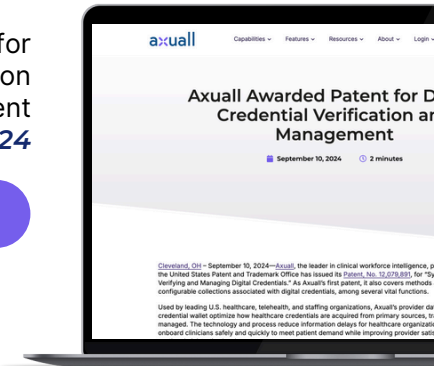 for
on
ent
24
axuall
Capabilities
Features
Resources
About
Login
Axuall Awarded Patent for D
Credential Verification a
Management
September 10, 2024
2 minutes
Cleveland, OH – September 10, 2024—Axuall, the leader in clinical workforce intelligence, p
the United States Patent and Trademark Office has issued its Patent, No. 12,079,891, for "Sy
Verifying and Managing Digital Credentials." As Axuall's first patent, it also covers methods
configurable collections associated with digital credentials, among several vital functions.
Used by leading U.S. healthcare, telehealth, and staffing organizations, Axuall's provider da
credential wallet optimize how healthcare credentials are acquired from primary sources, tr
managed. The technology and process reduce information delays for healthcare organizatio
board clinicians safely and quickly to meet patient demand while improving provider satis